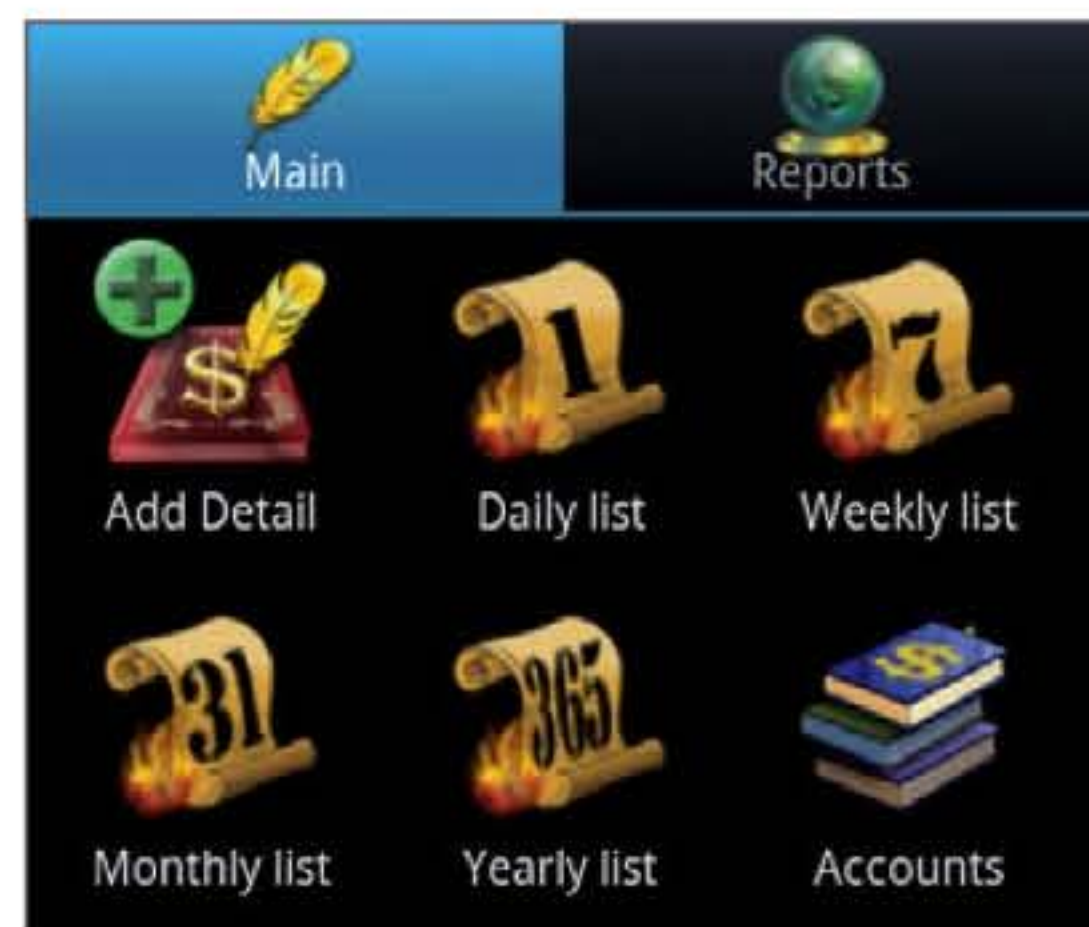 Main Reports
$ 1 7
Add Detail Daily list Weekly list
31 365 $
Monthly list Yearly list Accounts